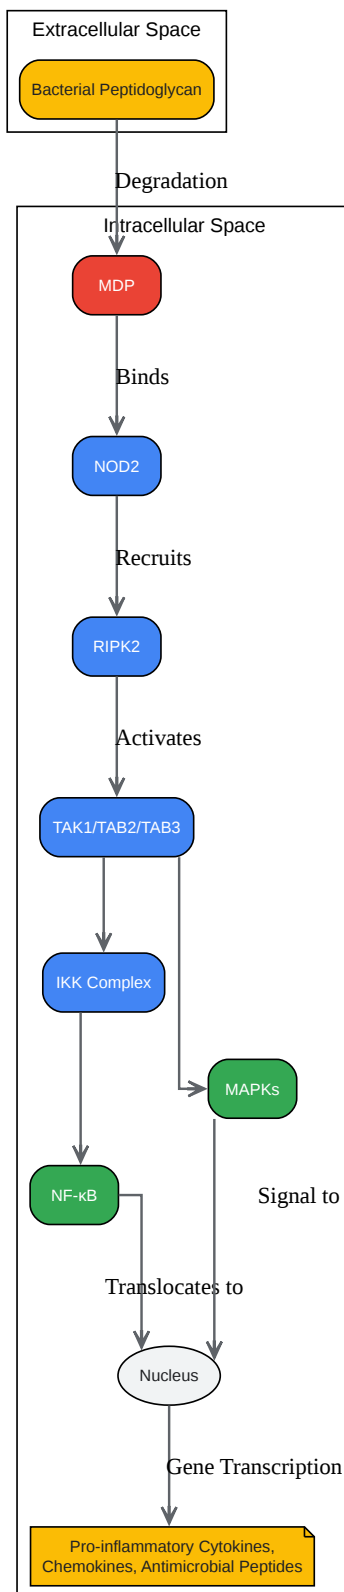 Extracellular Space
Bacterial Peptidoglycan
Degradation
Intracellular Space
MDP
Binds
NOD2
Recruits
RIPK2
Activates
TAK1/TAB2/TAB3
IKK Complex
MAPKs
NF-κB
Signal to
Translocates to
Nucleus
Gene Transcription
Pro-inflammatory Cytokines,
Chemokines, Antimicrobial Peptides